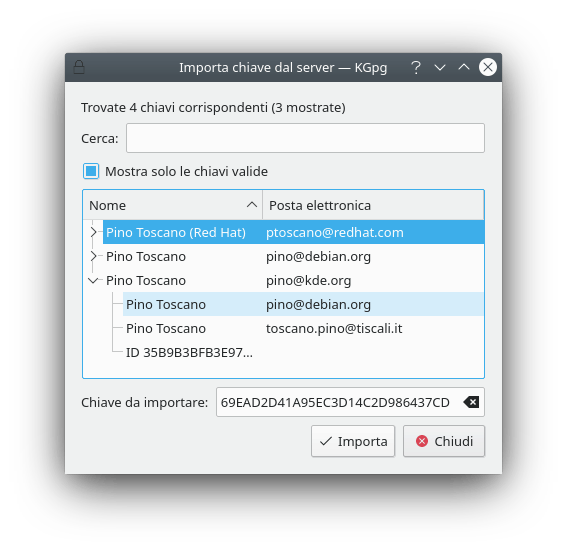 Importa chiave dal server — KGpg
Trovate 4 chiavi corrispondenti (3 mostrate)
Cerca:
Mostra solo le chiavi valide
Nome Posta elettronica
Pino Toscano (Red Hat) ptoscano@redhat.com
Pino Toscano pino@debian.org
Pino Toscano pino@kde.org
Pino Toscano pino@debian.org
Pino Toscano toscano.pino@tiscali.it
ID 35B9B3BFB3E97...
Chiave da importare: 69EAD2D41A95EC3D14C2D986437CD
Importa Chiudi